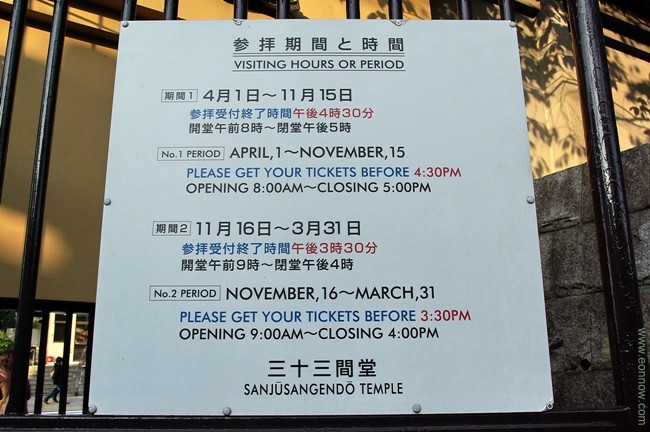 参拝期間と時間
VISITING HOURS OR PERIOD
期間1 4月1日～11月15日
参拝受付終了時間午後4時30分
開堂午前8時～閉堂午後5時
No.1 PERIOD APRIL,1～NOVEMBER,15
PLEASE GET YOUR TICKETS BEFORE 4:30PM
OPENING 8:00AM～CLOSING 5:00PM
期間2 11月16日～3月31日
参拝受付終了時間午後3時30分
開堂午前9時～閉堂午後4時
No.2 PERIOD NOVEMBER,16～MARCH,31
PLEASE GET YOUR TICKETS BEFORE 3:30PM
OPENING 9:00AM～CLOSING 4:00PM
三十三間堂
SANJŪSANGENDŌ TEMPLE
www.eonnow.com